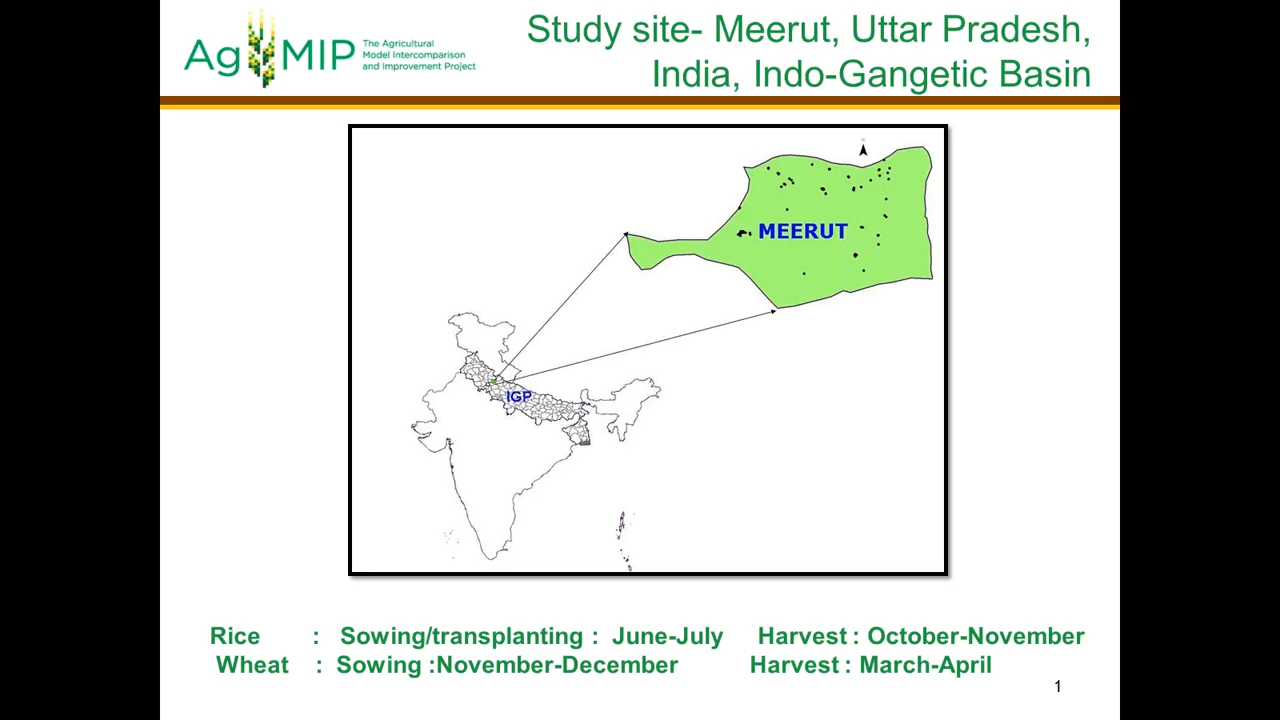 AgMIP
The Agricultural
Model Intercomparison
and Improvement Project
Study site- Meerut, Uttar Pradesh,
India, Indo-Gangetic Basin
MEERUT
IGP
Rice : Sowing/transplanting : June-July Harvest : October-November
Wheat : Sowing :November-December Harvest : March-April
1